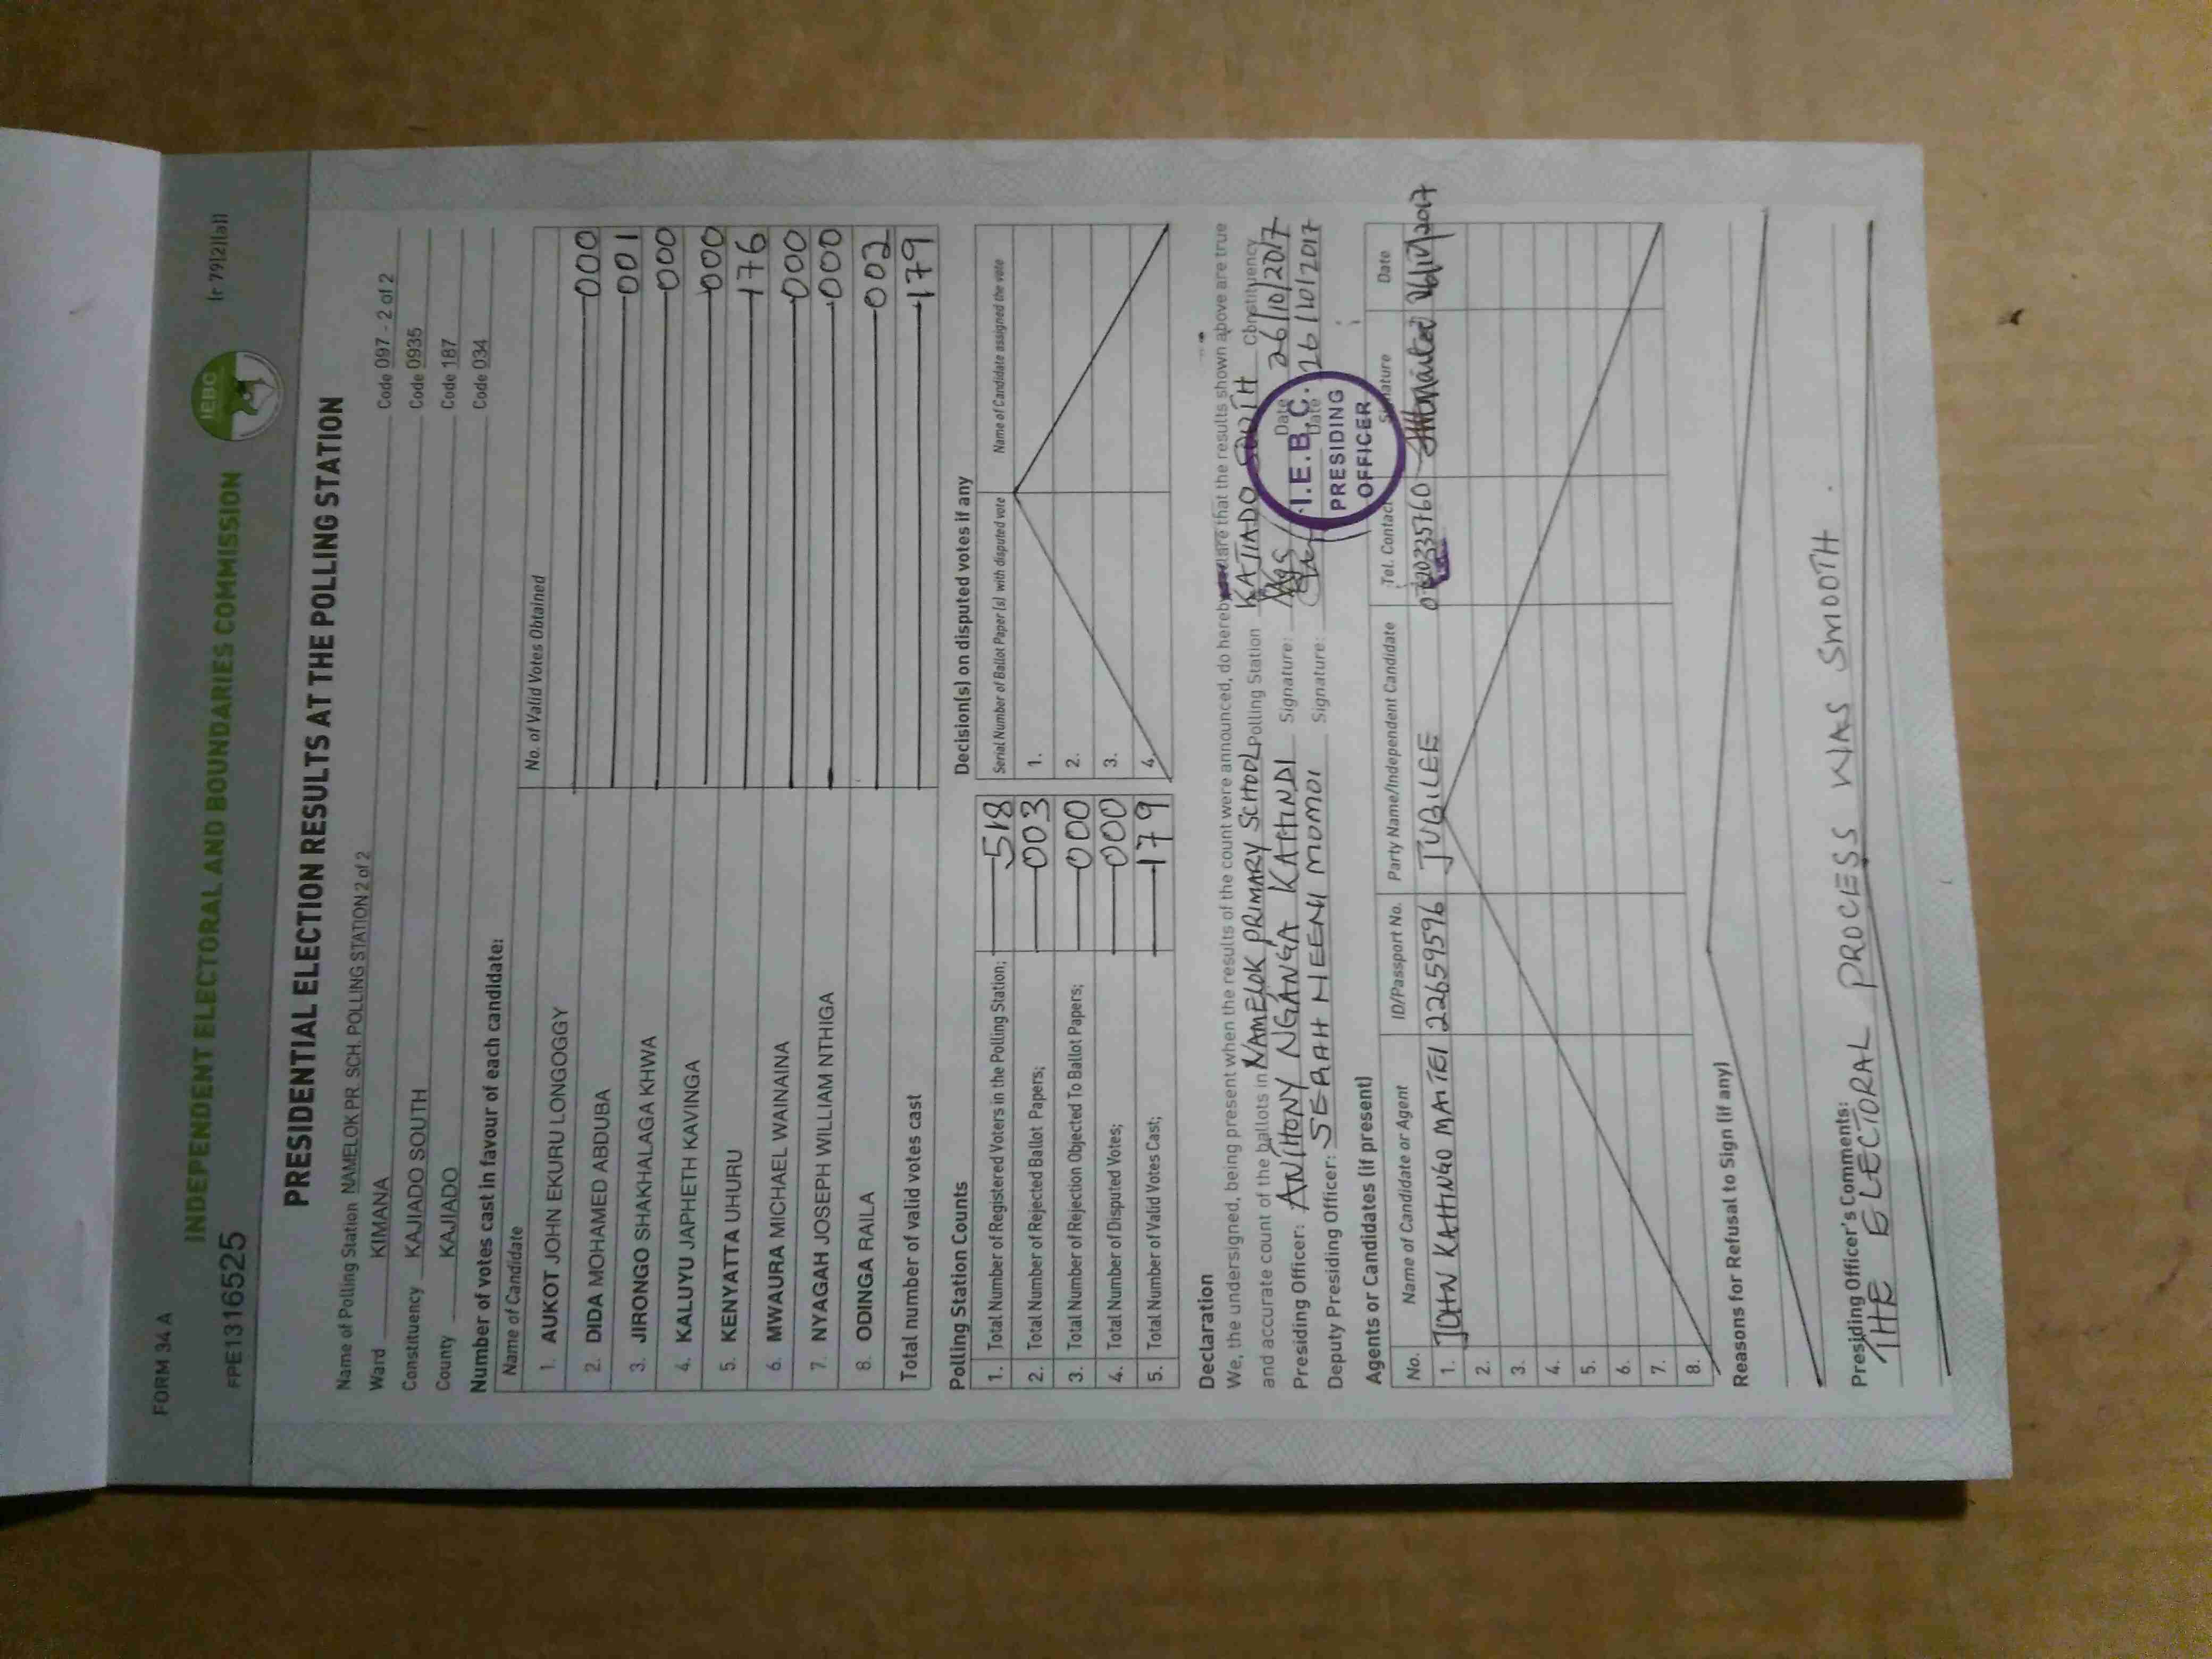 FORM 34 A
INDEPENDENT ELECTORAL AND BOUNDARIES COMMISSION
IEBC
(r 79(2)(a))
FPE1316525
PRESIDENTIAL ELECTION RESULTS AT THE POLLING STATION
Name of Polling Station NAMELOK PR. SCH. POLLING STATION 2 of 2 Code 097 - 2 of 2
Ward KIMANA Code 0935
Constituency KAJIADO SOUTH Code 187
County KAJIADO Code 034
Number of votes cast in favour of each candidate:
Name of Candidate No. of Valid Votes Obtained
1. AUKOT JOHN EKURU LONGOGGY 000
2. DIDA MOHAMED ABDUBA 001
3. JIRONGO SHAKHALAGA KHWA 000
4. KALUYU JAPHETH KAVINGA 000
5. KENYATTA UHURU 176
6. MWAURA MICHAEL WAINAINA 000
7. NYAGAH JOSEPH WILLIAM NTHIGA 000
8. ODINGA RAILA 002
Total number of valid votes cast 179
Polling Station Counts
1. Total Number of Registered Voters in the Polling Station; 518
2. Total Number of Rejected Ballot Papers; 003
3. Total Number of Rejection Objected To Ballot Papers; 000
4. Total Number of Disputed Votes; 000
5. Total Number of Valid Votes Cast; 179
Decision(s) on disputed votes if any
Serial Number of Ballot Paper (s) with disputed vote Name of Candidate assigned the vote
1.
2.
3.
4.
Declaration
We, the undersigned, being present when the results of the count were announced, do hereby declare that the results shown above are true
and accurate count of the ballots in NAMELOK PRIMARY SCHOOL Polling Station KAJIADO SOUTH Constituency
Presiding Officer: ANTHONY NGANGA KATHINDI Signature: Date 26/10/2017
Deputy Presiding Officer: SERAH NEENI MOMOI Signature: Date 26/10/2017
I.E.B.C.
PRESIDING
OFFICER
Agents or Candidates (if present)
No. Name of Candidate or Agent ID/Passport No. Party Name/Independent Candidate Tel. Contact Signature Date
1. JOHN KATHINGO MAITEI 22659596 JUBILEE
2.
3.
4.
5.
6.
7.
8.
Reasons for Refusal to Sign (if any)
Presiding Officer's Comments:
THE ELECTORAL PROCESS WAS SMOOTH.